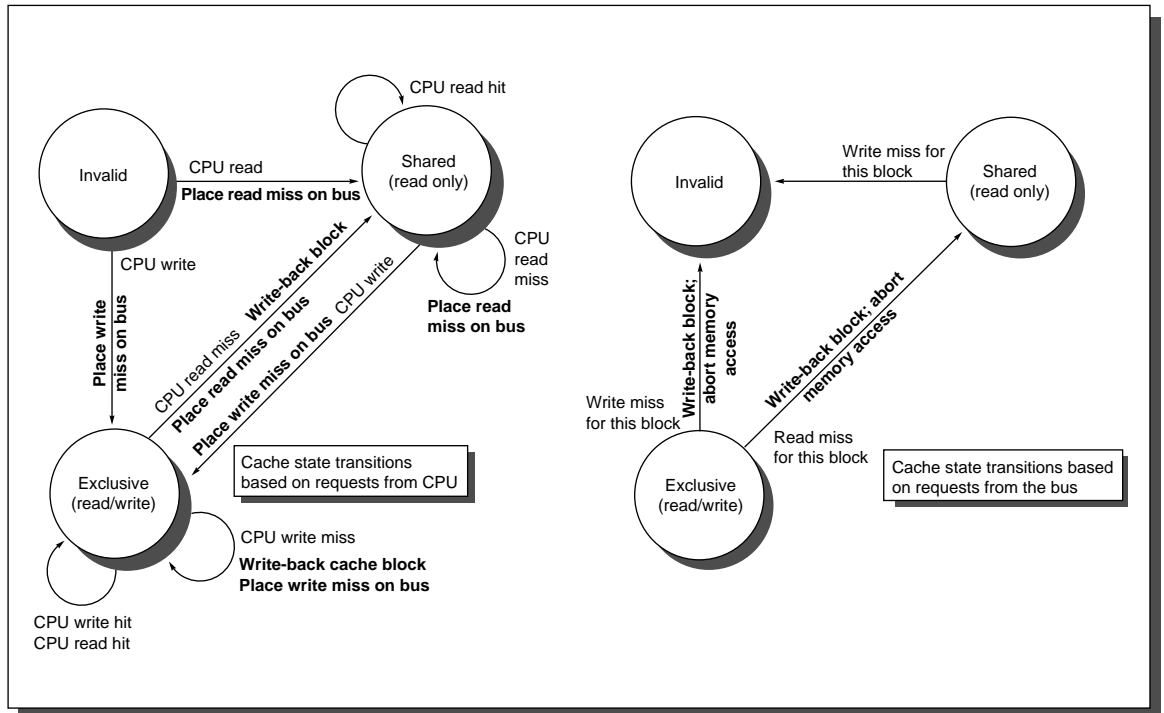 CPU read hit
Invalid
CPU read
Place read miss on bus
Shared
(read only)
CPU write
Place write
miss on bus
CPU read miss Write-back block
Place read miss on bus
Place write miss on bus CPU write
CPU
read
miss
Place read
miss on bus
Exclusive
(read/write)
Cache state transitions
based on requests from CPU
CPU write miss
Write-back cache block
Place write miss on bus
CPU write hit
CPU read hit
Invalid
Write miss for
this block
Shared
(read only)
Write-back block;
abort memory
access
Write-back block; abort
memory access
Write miss
for this block
Read miss
for this block
Exclusive
(read/write)
Cache state transitions based
on requests from the bus